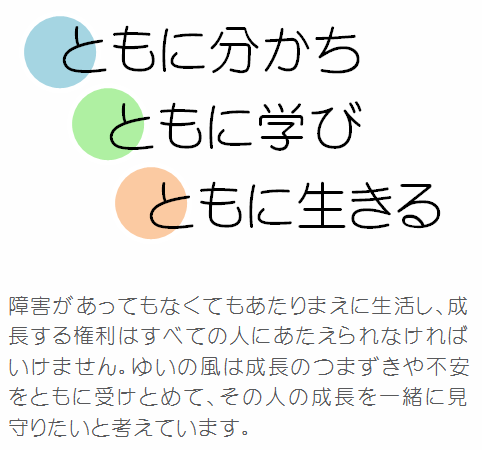 ともに分かち
ともに学び
ともに生きる
障害があってもなくてもあたりまえに生活し、成
長する権利はすべての人にあたえられなければ
いけません。ゆいの風は成長のつまずきや不安
をともに受けとめて、その人の成長を一緒に見
守りたいと考えています。